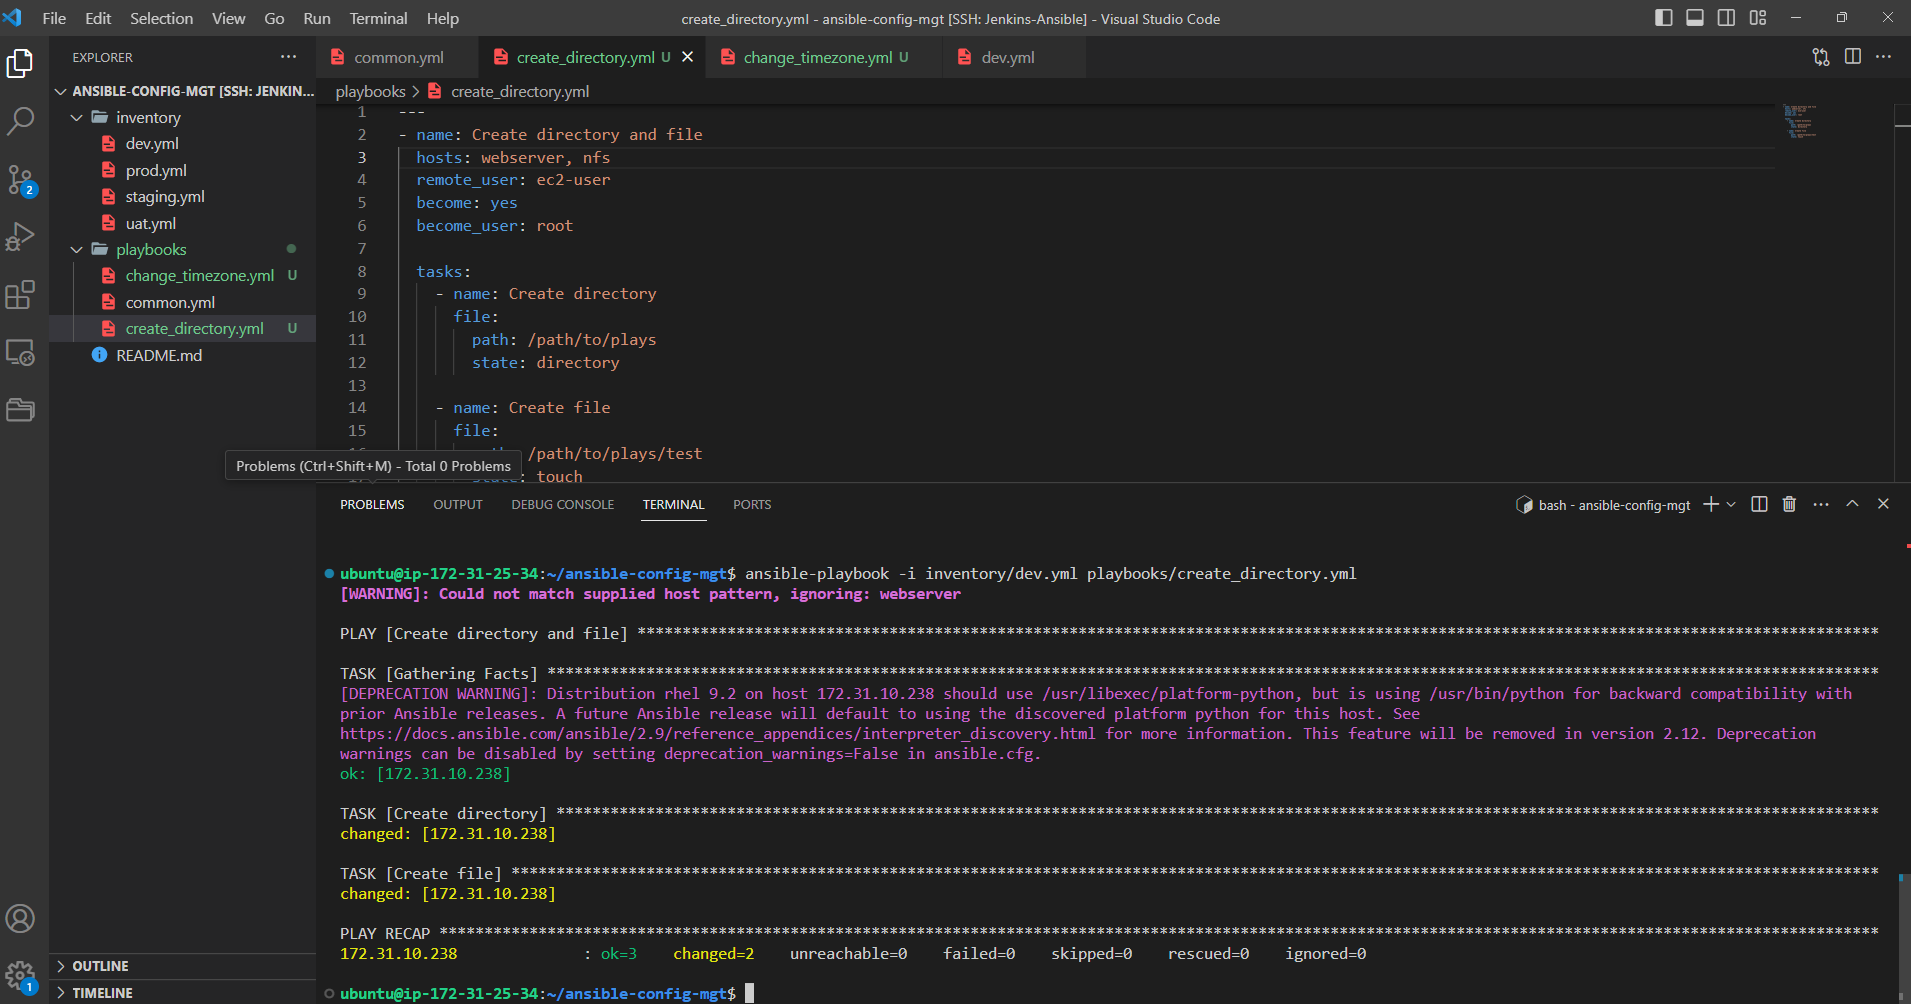 File Edit Selection View Go Run Terminal Help
create_directory.yml - ansible-config-mgt [SSH: Jenkins-Ansible] - Visual Studio Code
EXPLORER
ANSIBLE-CONFIG-MGT [SSH: JENKIN...
inventory
dev.yml
prod.yml
staging.yml
uat.yml
playbooks
change_timezone.yml U
common.yml
create_directory.yml U
README.md
OUTLINE
TIMELINE
2
1
common.yml create_directory.yml U change_timezone.yml U dev.yml
playbooks > create_directory.yml
1 ---
2 - name: Create directory and file
3 hosts: webserver, nfs
4 remote_user: ec2-user
5 become: yes
6 become_user: root
7
8 tasks:
9 - name: Create directory
10 file:
11 path: /path/to/plays
12 state: directory
13
14 - name: Create file
15 file:
/path/to/plays/test
touch
Problems (Ctrl+Shift+M) - Total 0 Problems
PROBLEMS OUTPUT DEBUG CONSOLE TERMINAL PORTS
bash - ansible-config-mgt
ubuntu@ip-172-31-25-34:~/ansible-config-mgt$ ansible-playbook -i inventory/dev.yml playbooks/create_directory.yml
[WARNING]: Could not match supplied host pattern, ignoring: webserver
PLAY [Create directory and file] ******************************************************************************************************************************************
TASK [Gathering Facts] ****************************************************************************************************************************************************
[DEPRECATION WARNING]: Distribution rhel 9.2 on host 172.31.10.238 should use /usr/libexec/platform-python, but is using /usr/bin/python for backward compatibility with
prior Ansible releases. A future Ansible release will default to using the discovered platform python for this host. See
https://docs.ansible.com/ansible/2.9/reference_appendices/interpreter_discovery.html for more information. This feature will be removed in version 2.12. Deprecation
warnings can be disabled by setting deprecation_warnings=False in ansible.cfg.
ok: [172.31.10.238]
TASK [Create directory] ***************************************************************************************************************************************************
changed: [172.31.10.238]
TASK [Create file] ********************************************************************************************************************************************************
changed: [172.31.10.238]
PLAY RECAP ****************************************************************************************************************************************************************
172.31.10.238 : ok=3 changed=2 unreachable=0 failed=0 skipped=0 rescued=0 ignored=0
ubuntu@ip-172-31-25-34:~/ansible-config-mgt$